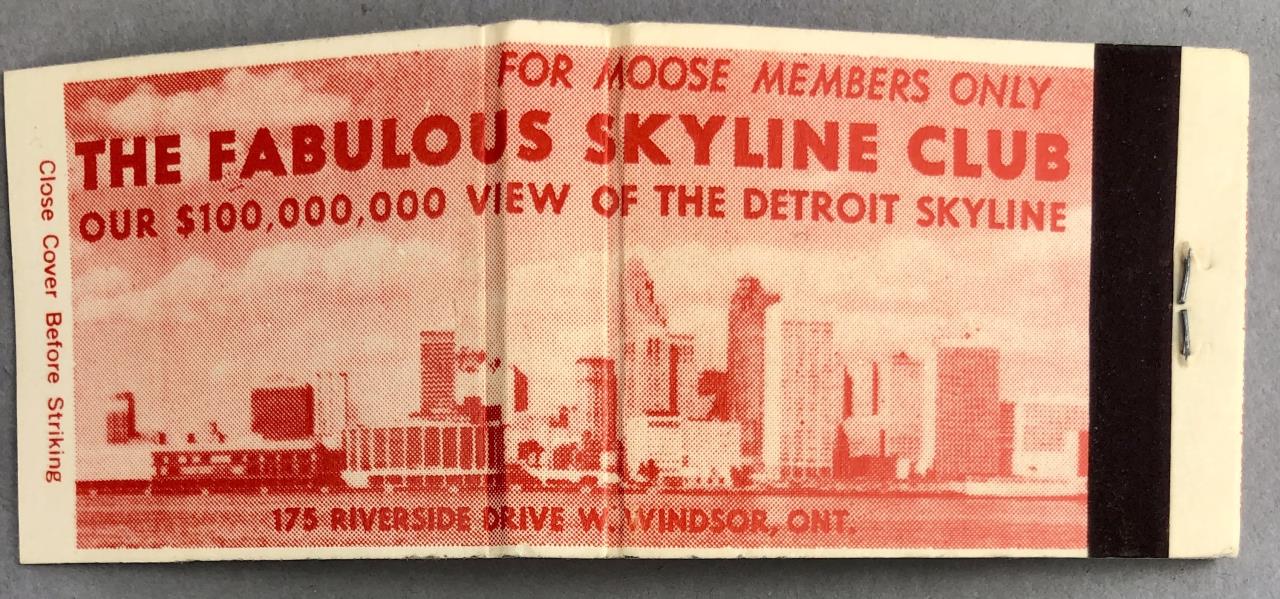 FOR MOOSE MEMBERS ONLY
THE FABULOUS SKYLINE CLUB
OUR $100,000,000 VIEW OF THE DETROIT SKYLINE
175 RIVERSIDE DRIVE W. WINDSOR, ONT.
Close Cover Before Striking